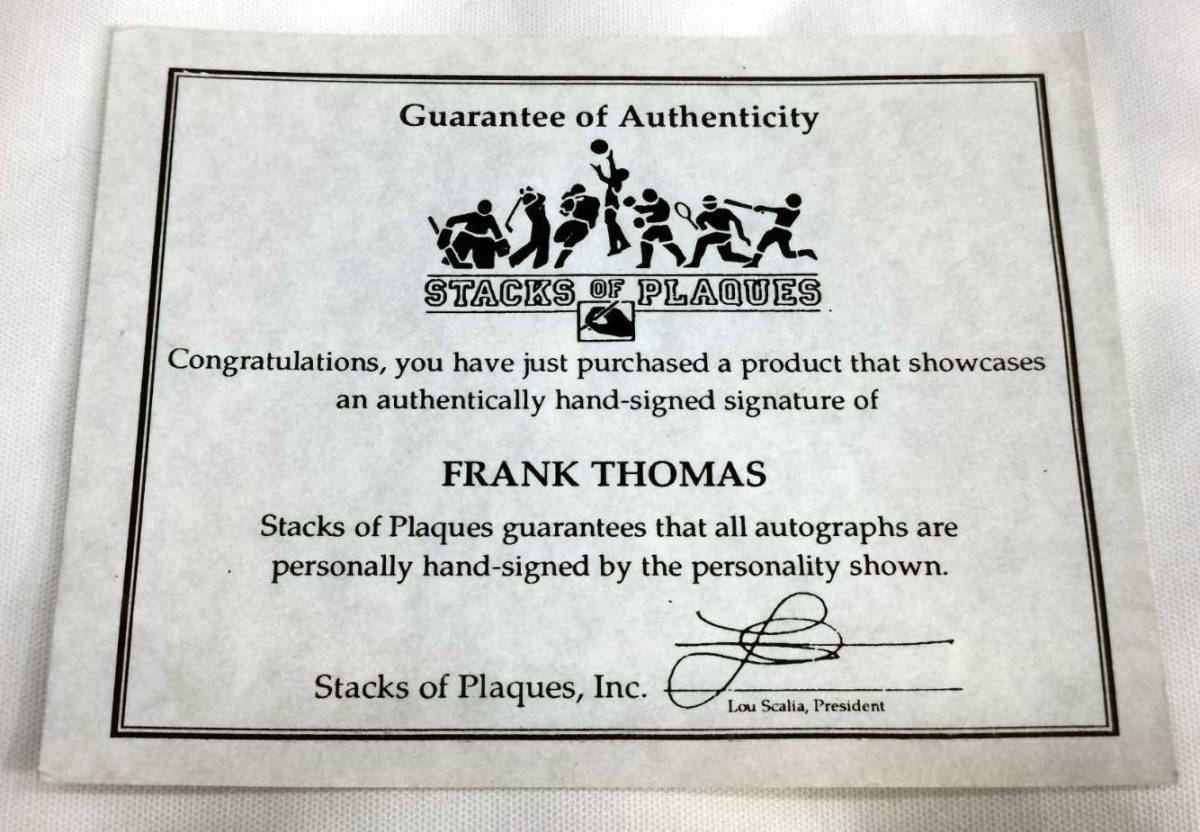 Guarantee of Authenticity
STACKS OF PLAQUES
Congratulations, you have just purchased a product that showcases
an authentically hand-signed signature of
FRANK THOMAS
Stacks of Plaques guarantees that all autographs are
personally hand-signed by the personality shown.
Stacks of Plaques, Inc.
Lou Scalia, President